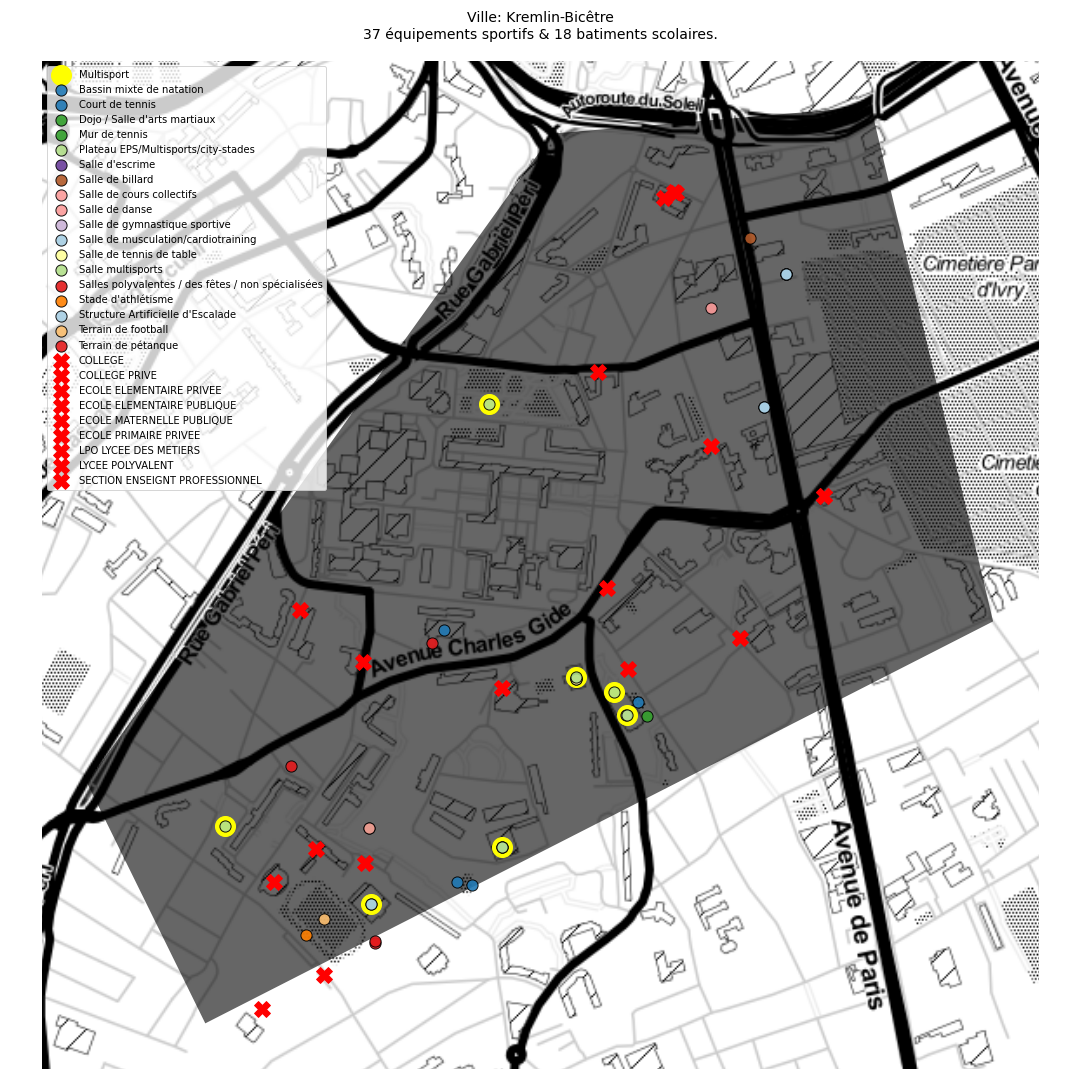 Ville: Kremlin-Bicêtre
37 équipements sportifs & 18 batiments scolaires.
Multisport
Bassin mixte de natation
Court de tennis
Dojo / Salle d'arts martiaux
Mur de tennis
Plateau EPS/Multisports/city-stades
Salle d'escrime
Salle de billard
Salle de cours collectifs
Salle de danse
Salle de gymnastique sportive
Salle de musculation/cardiotraining
Salle de tennis de table
Salle multisports
Salles polyvalentes / des fêtes / non spécialisées
Stade d'athlétisme
Structure Artificielle d'Escalade
Terrain de football
Terrain de pétanque
COLLEGE
COLLEGE PRIVE
ECOLE ELEMENTAIRE PRIVEE
ECOLE ELEMENTAIRE PUBLIQUE
ECOLE MATERNELLE PUBLIQUE
ECOLE PRIMAIRE PRIVEE
LPO LYCEE DES METIERS
LYCEE POLYVALENT
SECTION ENSEIGNT PROFESSIONNEL
Autoroute du Soleil
Avenue
Rue Gabriel Péri
Cimetière Par
d'Ivry
Cimetiè
Rue Gabriel Péri
Avenue Charles Gide
Avenue de Paris